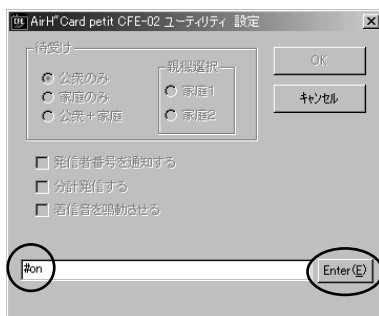 AirH"Card petit CFE-02 ユーティリティ 設定
待受け
公衆のみ
家庭のみ
公衆＋家庭
親機選択
家庭1
家庭2
OK
キャンセル
発信者番号を通知する
分計発信する
着信音を鳴動させる
#on
Enter(E)